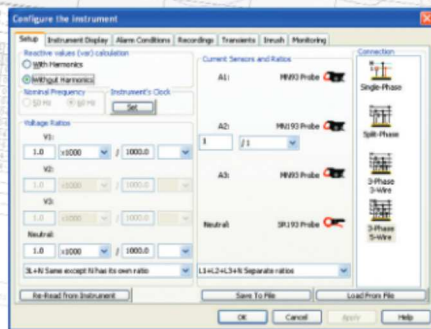 Configure the instrument
Setup Instrument Display Alarm Conditions Recordings Transients Inrush Monitoring
Reactive values (var) calculation
With Harmonics
Without Harmonics
Nominal Frequency
50 Hz 60 Hz
Instrument's Clock
Set
Voltage Ratios
V1:
1.0 x1000 / 1000.0
V2:
1.0 x1000 / 1000.0
V3:
1.0 x1000 / 1000.0
Neutral:
1.0 x1000 / 1000.0
3L+N Same except N has its own ratio
Current Sensors and Ratios
A1: MN93 Probe
A2: MN193 Probe
1 / 1
A3: MN93 Probe
Neutral: SR193 Probe
L1+L2+L3+N Separate ratios
Connection
Single-Phase
Split-Phase
3-Phase
3-Wire
3-Phase
5-Wire
Re-Read from Instrument Save To File Load From File
OK Cancel Apply Help